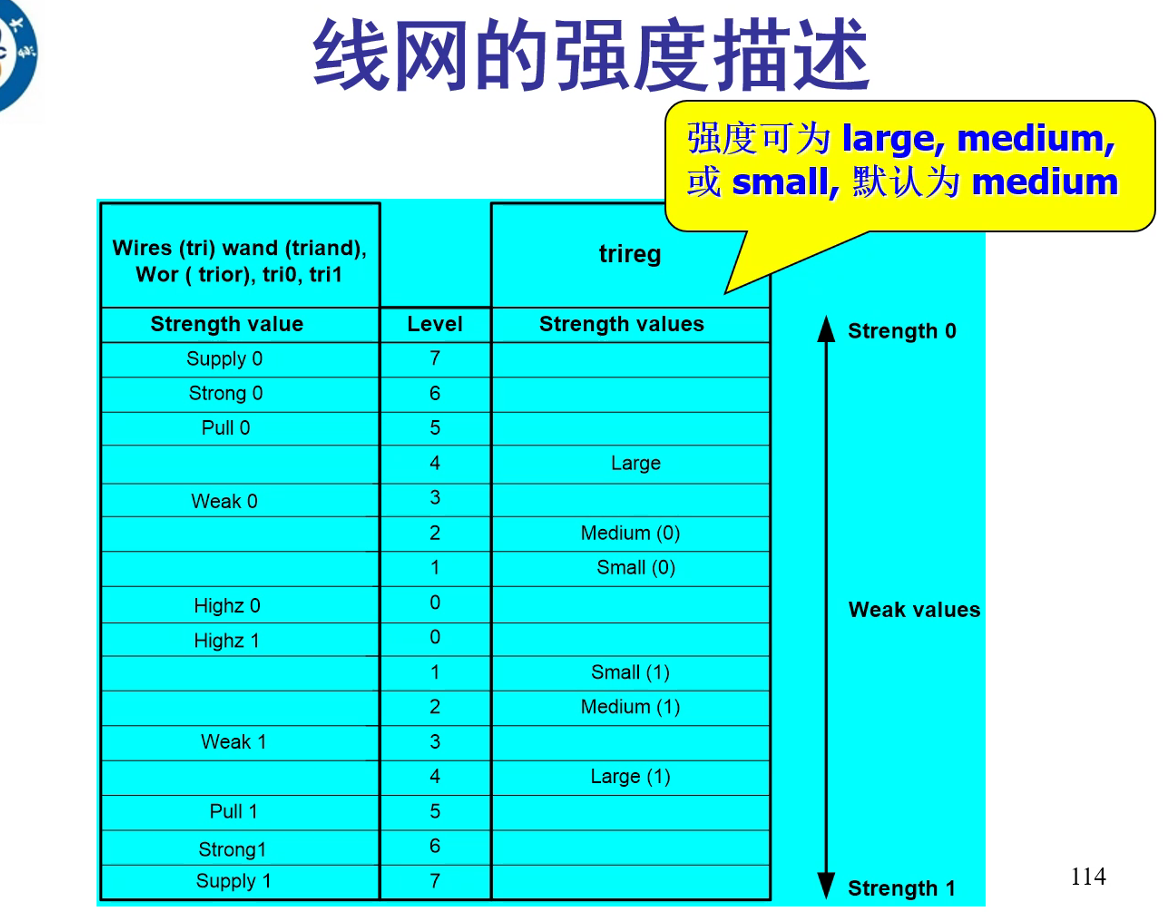 线网的强度描述
强度可为 large, medium,
或 small, 默认为 medium
Wires (tri) wand (triand),
Wor ( trior), tri0, tri1
trireg
Strength value Level Strength values
Supply 0 7
Strong 0 6
Pull 0 5
4 Large
Weak 0 3
2 Medium (0)
1 Small (0)
Highz 0 0
Highz 1 0
1 Small (1)
2 Medium (1)
Weak 1 3
4 Large (1)
Pull 1 5
Strong1 6
Supply 1 7
Strength 0
Weak values
Strength 1
114